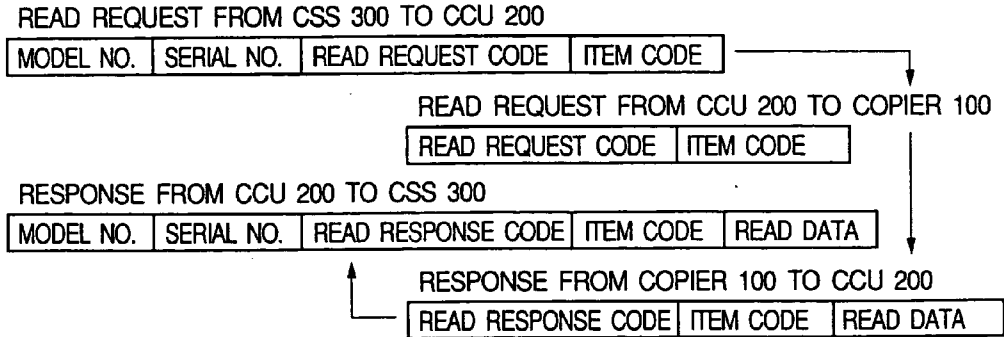 READ REQUEST FROM CSS 300 TO CCU 200
MODEL NO. SERIAL NO. READ REQUEST CODE ITEM CODE
READ REQUEST FROM CCU 200 TO COPIER 100
READ REQUEST CODE ITEM CODE
RESPONSE FROM CCU 200 TO CSS 300
MODEL NO. SERIAL NO. READ RESPONSE CODE ITEM CODE READ DATA
RESPONSE FROM COPIER 100 TO CCU 200
READ RESPONSE CODE ITEM CODE READ DATA